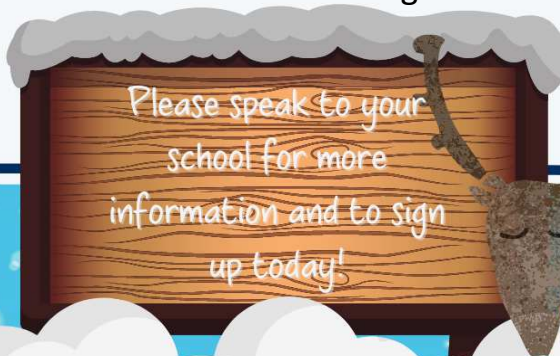 Please speak to your
school for more
information and to sign
up today!